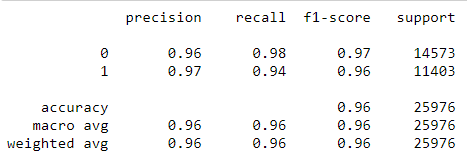 precision recall f1-score support
0 0.96 0.98 0.97 14573
1 0.97 0.94 0.96 11403
accuracy 0.96 25976
macro avg 0.96 0.96 0.96 25976
weighted avg 0.96 0.96 0.96 25976